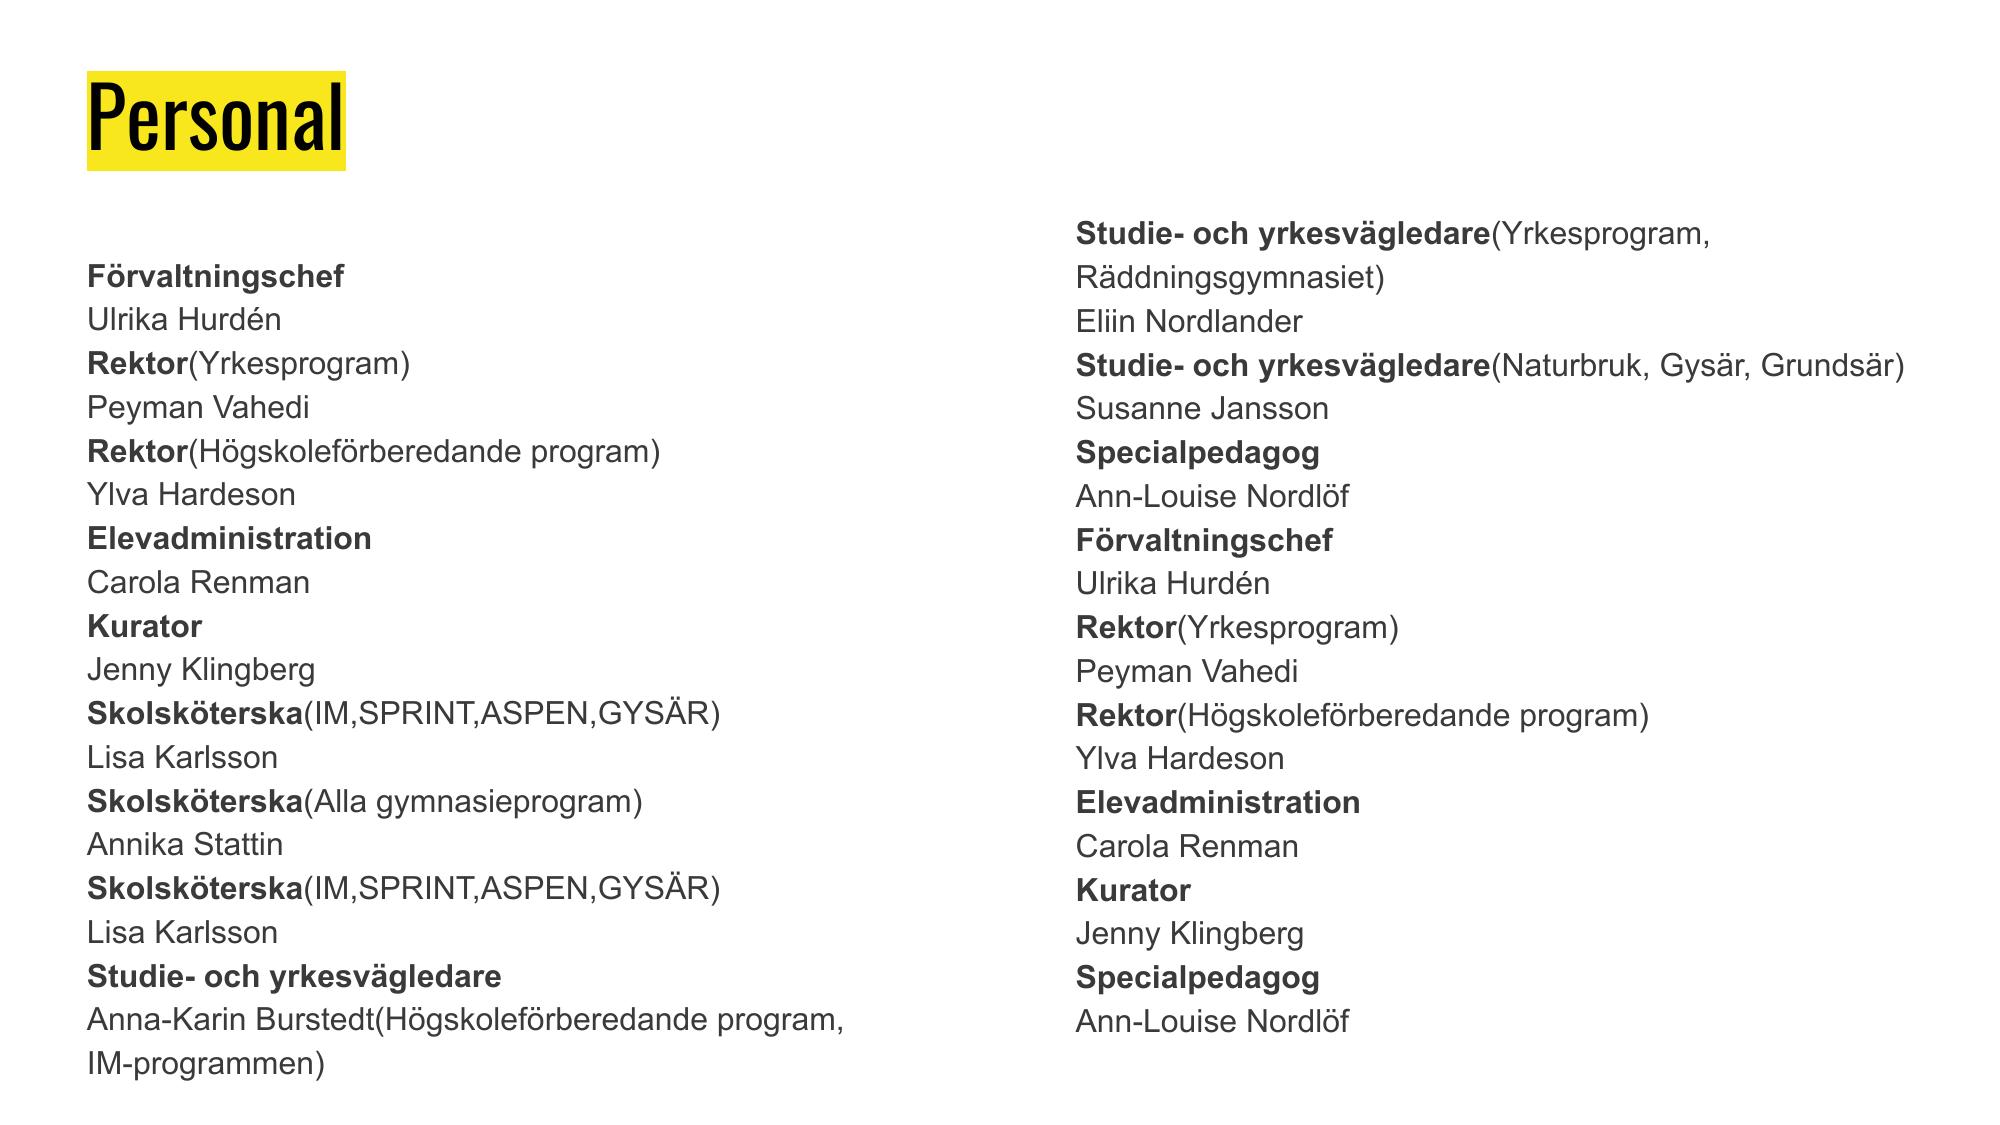 Personal
Förvaltningschef
Ulrika Hurdén
Rektor(Yrkesprogram)
Peyman Vahedi
Rektor(Högskoleförberedande program)
Ylva Hardeson
Elevadministration
Carola Renman
Kurator
Jenny Klingberg
Skolsköterska(IM,SPRINT,ASPEN,GYSÄR)
Lisa Karlsson
Skolsköterska(Alla gymnasieprogram)
Annika Stattin
Skolsköterska(IM,SPRINT,ASPEN,GYSÄR)
Lisa Karlsson
Studie- och yrkesvägledare
Anna-Karin Burstedt(Högskoleförberedande program,
IM-programmen)
Studie- och yrkesvägledare(Yrkesprogram,
Räddningsgymnasiet)
Eliin Nordlander
Studie- och yrkesvägledare(Naturbruk, Gysär, Grundsär)
Susanne Jansson
Specialpedagog
Ann-Louise Nordlöf
Förvaltningschef
Ulrika Hurdén
Rektor(Yrkesprogram)
Peyman Vahedi
Rektor(Högskoleförberedande program)
Ylva Hardeson
Elevadministration
Carola Renman
Kurator
Jenny Klingberg
Specialpedagog
Ann-Louise Nordlöf